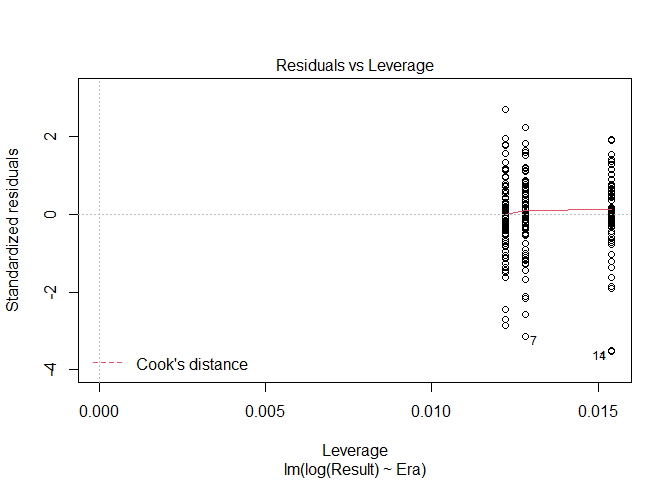 Residuals vs Leverage
Standardized residuals
2
0
-2
-4
7
14
Cook's distance
0.000 0.005 0.010 0.015
Leverage
lm(log(Result) ~ Era)